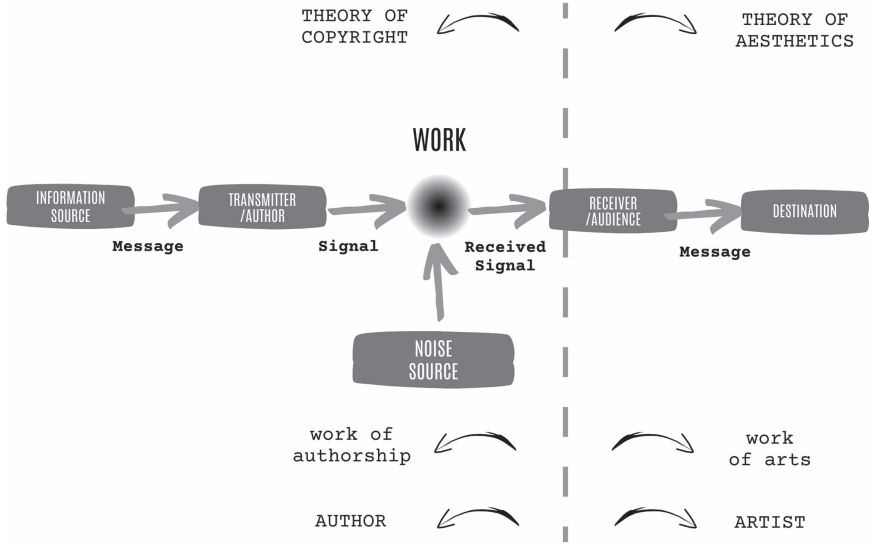 THEORY OF
COPYRIGHT
THEORY OF
AESTHETICS
WORK
INFORMATION
SOURCE
TRANSMITTER
/AUTHOR
RECEIVER
/AUDIENCE
DESTINATION
Message
Signal
Received
Signal
Message
NOISE
SOURCE
work of
authorship
work
of arts
AUTHOR
ARTIST